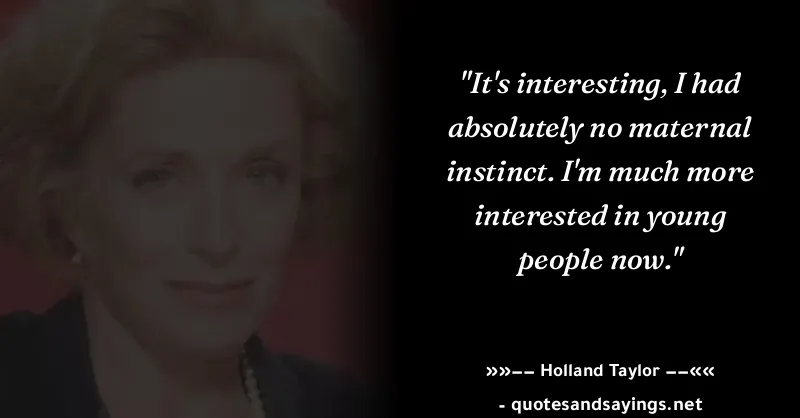 "It's interesting, I had
absolutely no maternal
instinct. I'm much more
interested in young
people now."
»»−− Holland Taylor −−««
- quotesandsayings.net